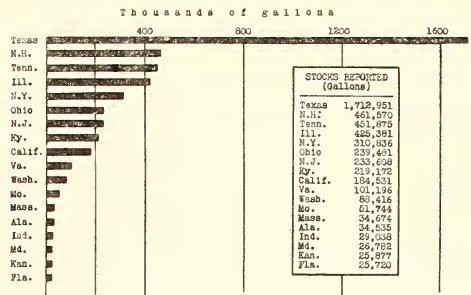 Thousands of gallons
400 800 1200 1600
Texas
N.H.
Tenn.
Ill.
N.Y.
Ohio
N.J.
Ky.
Calif.
Va.
Wash.
Mo.
Mass.
Ala.
Ind.
Md.
Kan.
Fla.
STOCKS REPORTED
(Gallons)
Texas 1,712,951
N.H. 461,570
Tenn. 451,875
Ill. 425,381
N.Y. 310,836
Ohio 239,481
N.J. 233,608
Ky. 219,172
Calif. 184,531
Va. 101,196
Wash. 88,416
Mo. 61,744
Mass. 34,674
Ala. 34,535
Ind. 29,038
Md. 26,782
Kan. 25,877
Fla. 25,720